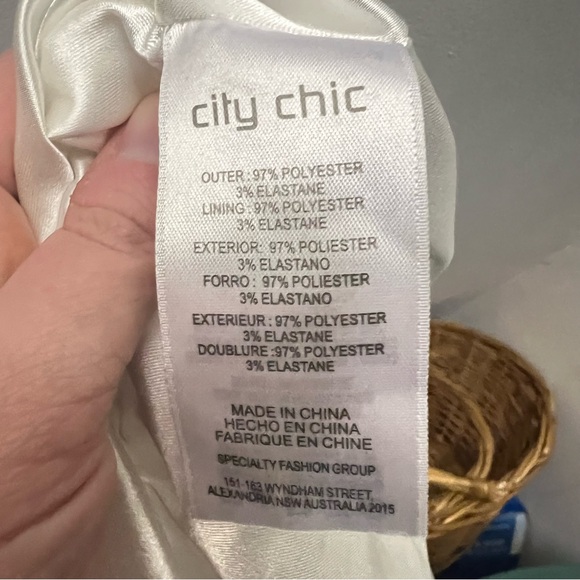 city chic
OUTER : 97% POLYESTER
3% ELASTANE
LINING : 97% POLYESTER
3% ELASTANE
EXTERIOR: 97% POLIESTER
3% ELASTANO
FORRO : 97% POLIESTER
3% ELASTANO
EXTERIEUR : 97% POLYESTER
3% ELASTANE
DOUBLURE :97% POLYESTER
3% ELASTANE
MADE IN CHINA
HECHO EN CHINA
FABRIQUE EN CHINE
SPECIALTY FASHION GROUP
151-163 WYNDHAM STREET,
ALEXANDRIA NSW AUSTRALIA 2015